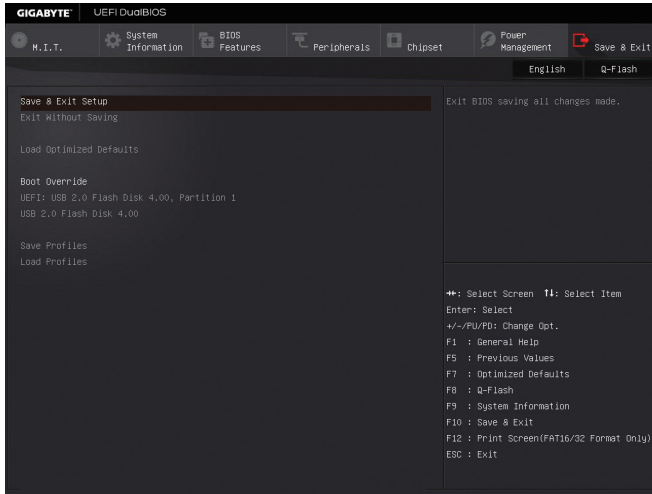 GIGABYTE™ UEFI DualBIOS
M.I.T.
System Information
BIOS Features
Peripherals
Chipset
Power Management
Save & Exit
English
Q-Flash
Save & Exit Setup
Exit Without Saving
Load Optimized Defaults
Boot Override
UEFI: USB 2.0 Flash Disk 4.00, Partition 1
USB 2.0 Flash Disk 4.00
Save Profiles
Load Profiles
Exit BIOS saving all changes made.
→←: Select Screen ↑↓: Select Item
Enter: Select
+/-/PU/PD: Change Opt.
F1 : General Help
F5 : Previous Values
F7 : Optimized Defaults
F8 : Q-Flash
F9 : System Information
F10 : Save & Exit
F12 : Print Screen(FAT16/32 Format Only)
ESC : Exit